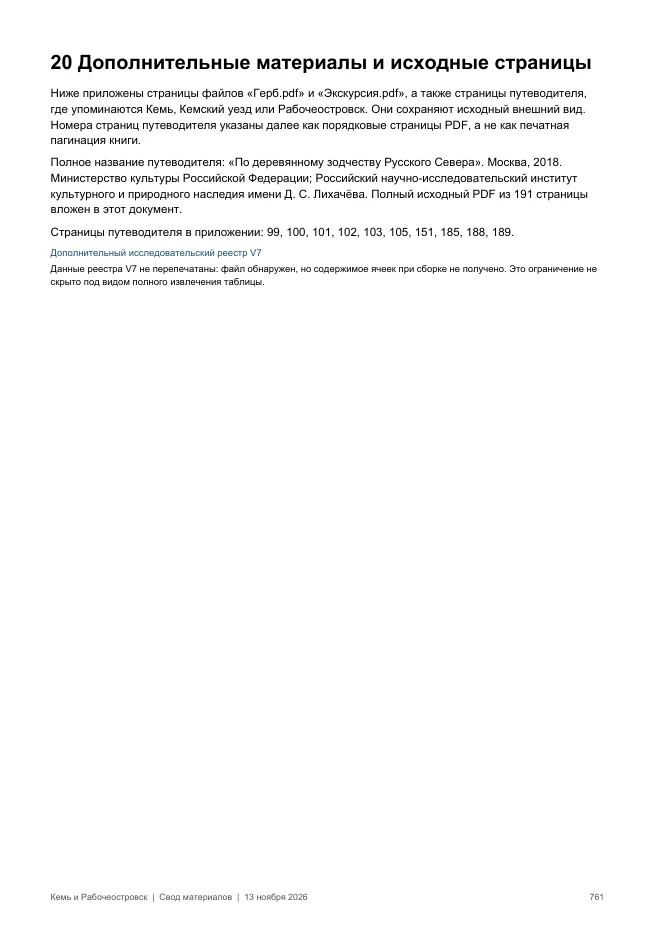 20 Дополнительные материалы и исходные страницы
Ниже приложены страницы файлов «Герб.pdf» и «Экскурсия.pdf», а также страницы путеводителя,
где упоминаются Кемь, Кемский уезд или Рабочеостровск. Они сохраняют исходный внешний вид.
Номера страниц путеводителя указаны далее как порядковые страницы PDF, а не как печатная
пагинация книги.
Полное название путеводителя: «По деревянному зодчеству Русского Севера». Москва, 2018.
Министерство культуры Российской Федерации; Российский научно-исследовательский институт
культурного и природного наследия имени Д. С. Лихачёва. Полный исходный PDF из 191 страницы
вложен в этот документ.
Страницы путеводителя в приложении: 99, 100, 101, 102, 103, 105, 151, 185, 188, 189.
Дополнительный исследовательский реестр V7
Данные реестра V7 не перепечатаны: файл обнаружен, но содержимое ячеек при сборке не получено. Это ограничение не
скрыто под видом полного извлечения таблицы.
Кемь и Рабочеостровск | Свод материалов | 13 ноября 2026
761